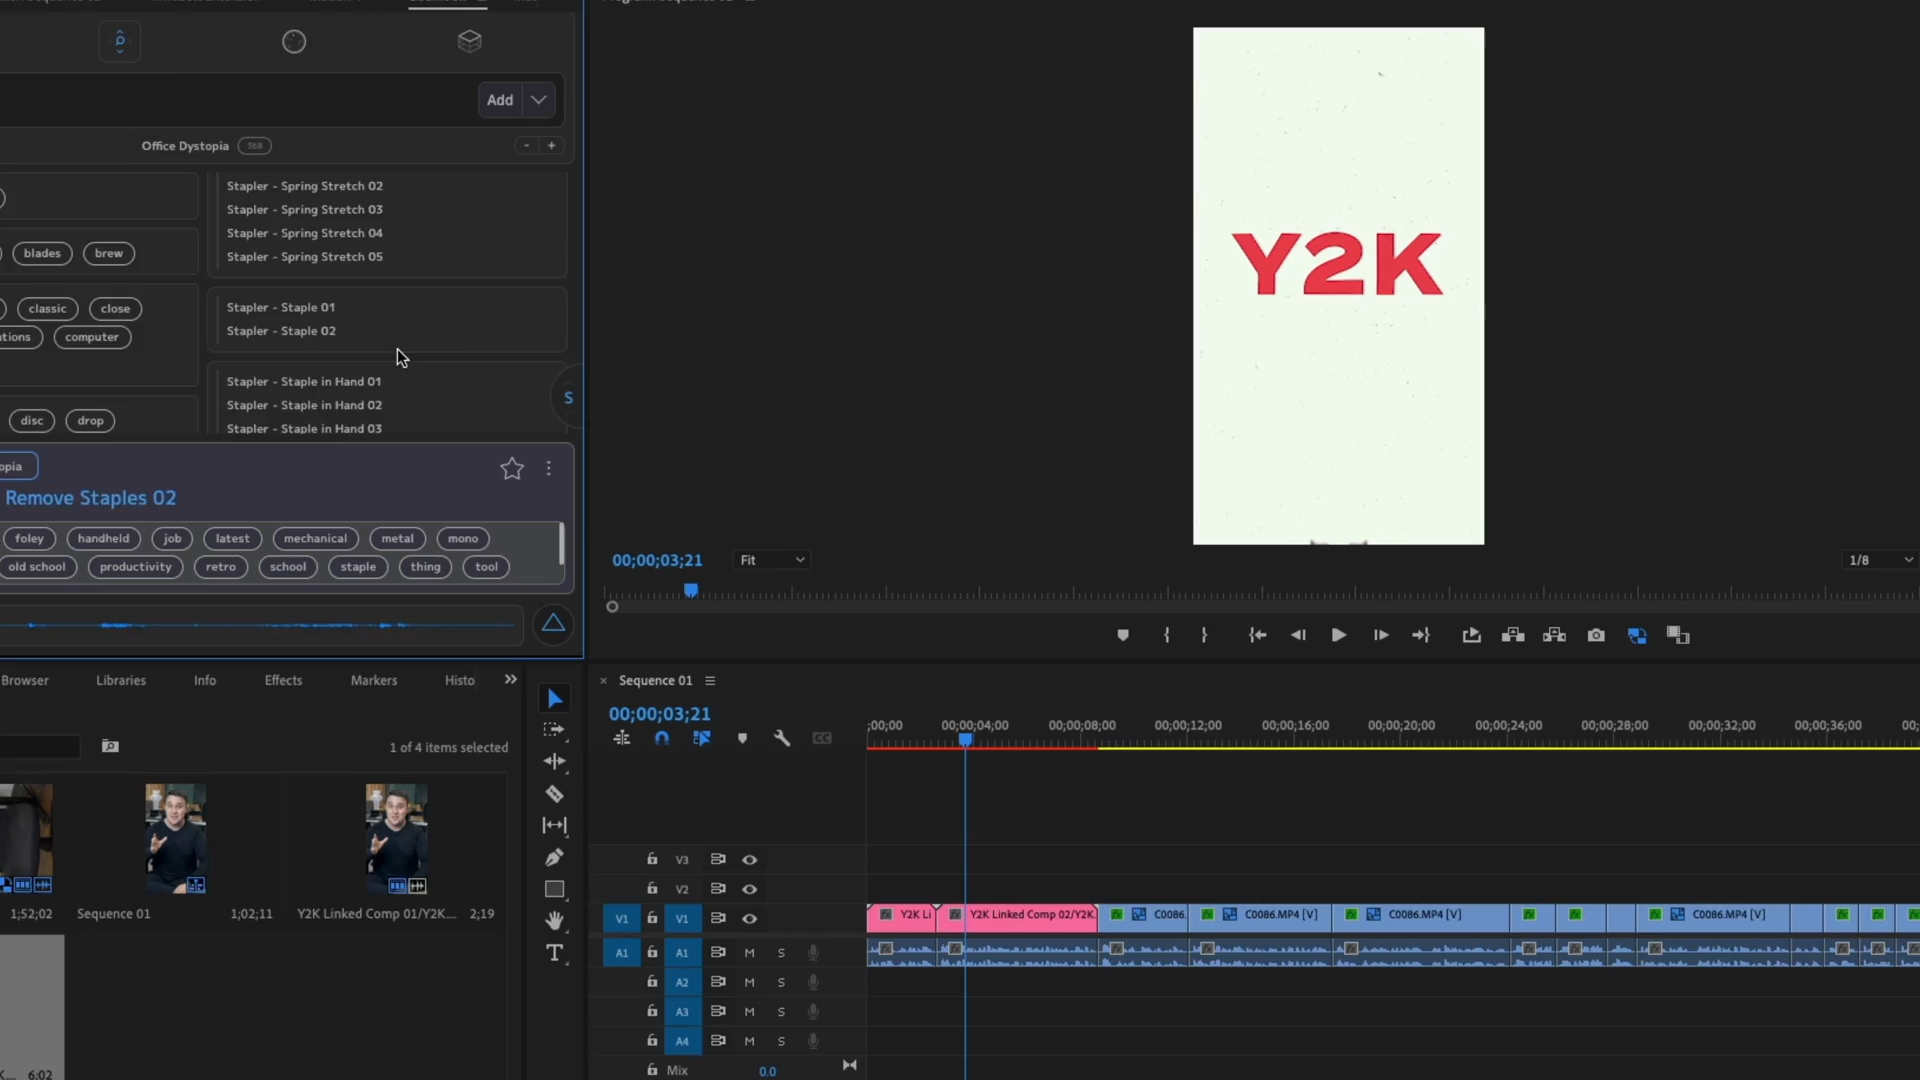 Add
Office Dystopia 568
- +
Stapler - Spring Stretch 02
Stapler - Spring Stretch 03
Stapler - Spring Stretch 04
Stapler - Spring Stretch 05
blades brew
Stapler - Staple 01
Stapler - Staple 02
classic close
computer
Stapler - Staple in Hand 01
Stapler - Staple in Hand 02
Stapler - Staple in Hand 03
S
disc drop
opia
Remove Staples 02
foley handheld job latest mechanical metal mono
old school productivity retro school staple thing tool
Y2K
00;00;03;21 Fit 1/8
Browser Libraries Info Effects Markers Histo
1 of 4 items selected
1;52;02 Sequence 01 1;02;11 Y2K Linked Comp 01/Y2K... 2;19
6:02
Sequence 01
00;00;03;21
;00;00 00;00;04;00 00;00;08;00 00;00;12;00 00;00;16;00 00;00;20;00 00;00;24;00 00;00;28;00 00;00;32;00 00;00;36;00 00;
CC
V3
V2
V1 V1 Y2K Li Y2K Linked Comp 02/Y2K. C0086. C0086.MP4 [V] C0086.MP4 [V] C0086.MP4 [V]
A1 A1 M S
A2 M S
A3 M S
A4 M S
Mix 0.0